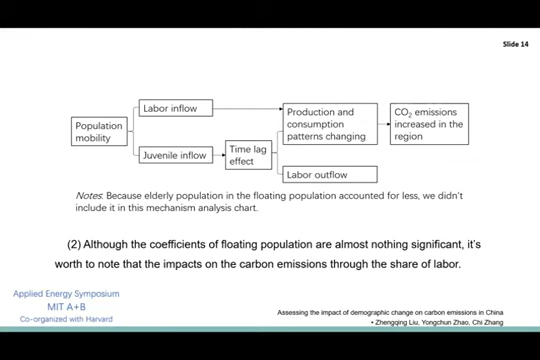 Slide 14
Labor inflow
Production and
consumption
patterns changing
CO₂ emissions
increased in the
region
Population
mobility
Juvenile inflow
Time lag
effect
Labor outflow
Notes: Because elderly population in the floating population accounted for less, we didn't
include it in this mechanism analysis chart.
(2) Although the coefficients of floating population are almost nothing significant, it's
worth to note that the impacts on the carbon emissions through the share of labor.
Applied Energy Symposium
MIT A+B
Co-organized with Harvard
Assessing the impact of demographic change on carbon emissions in China
• Zhengqing Liu, Yongchun Zhao, Chi Zhang